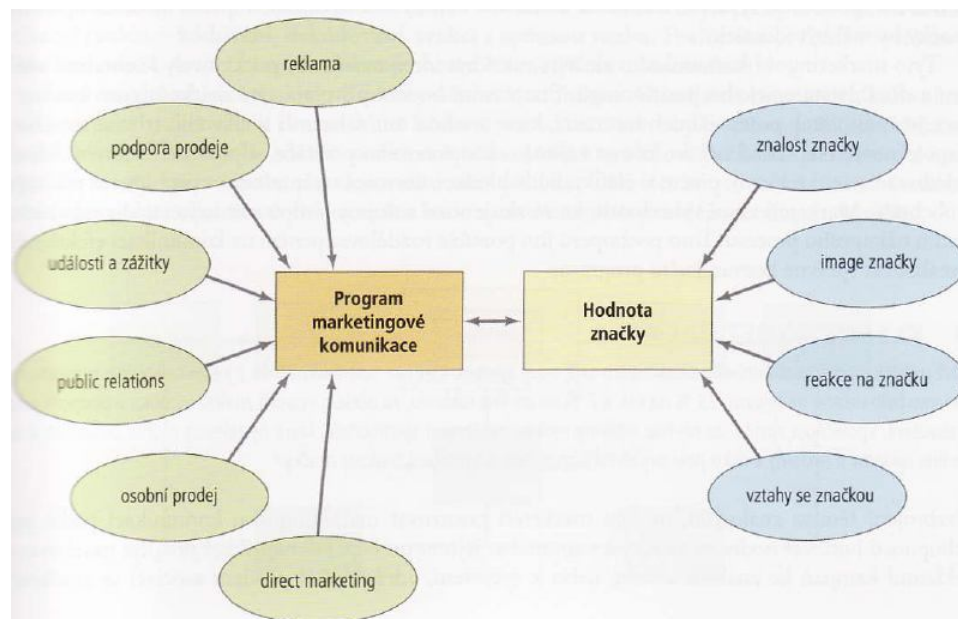 reklama
podpora prodeje
události a zážitky
public relations
osobní prodej
direct marketing
Program
marketingové
komunikace
Hodnota
značky
znalost značky
image značky
reakce na značku
vztahy se značkou